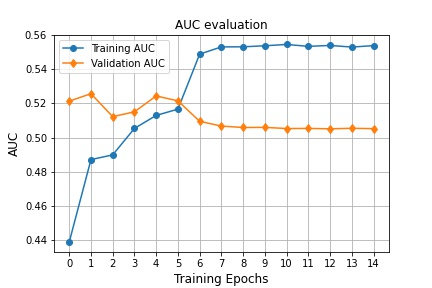 AUC evaluation
Training AUC
Validation AUC
AUC
0.56
0.54
0.52
0.50
0.48
0.46
0.44
0 1 2 3 4 5 6 7 8 9 10 11 12 13 14
Training Epochs